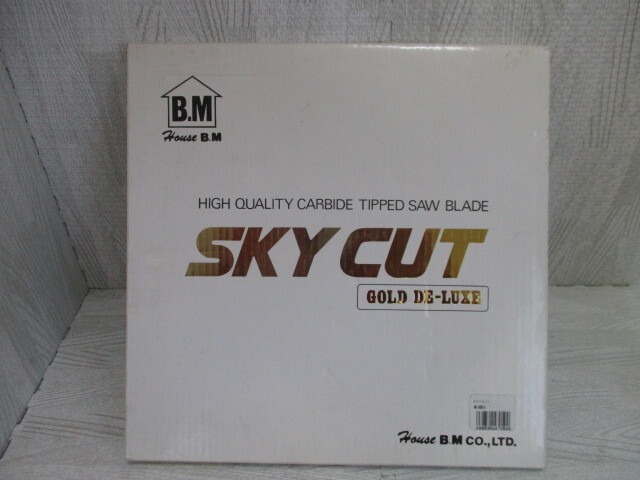 B.M
House B.M
HIGH QUALITY CARBIDE TIPPED SAW BLADE
SKY CUT
GOLD DE-LUXE
House B.M CO., LTD.